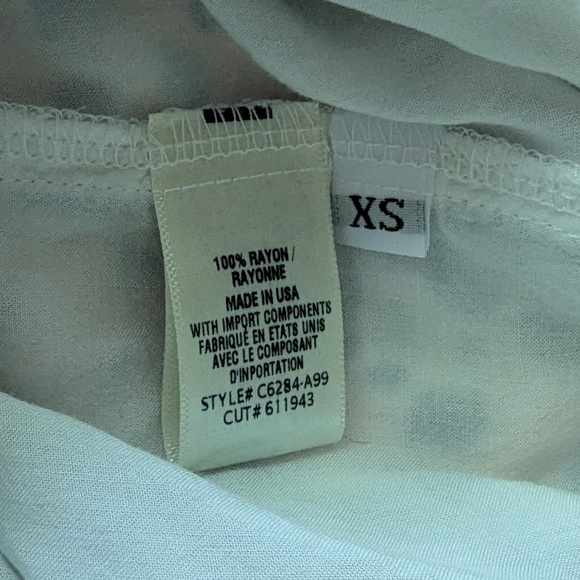 100% RAYON/
RAYONNE
MADE IN USA
WITH IMPORT COMPONENTS
FABRIQUÉ EN ETATS UNIS
AVEC LE COMPOSANT
D'INPORTATION
STYLE# C6284-A99
CUT# 611943
XS